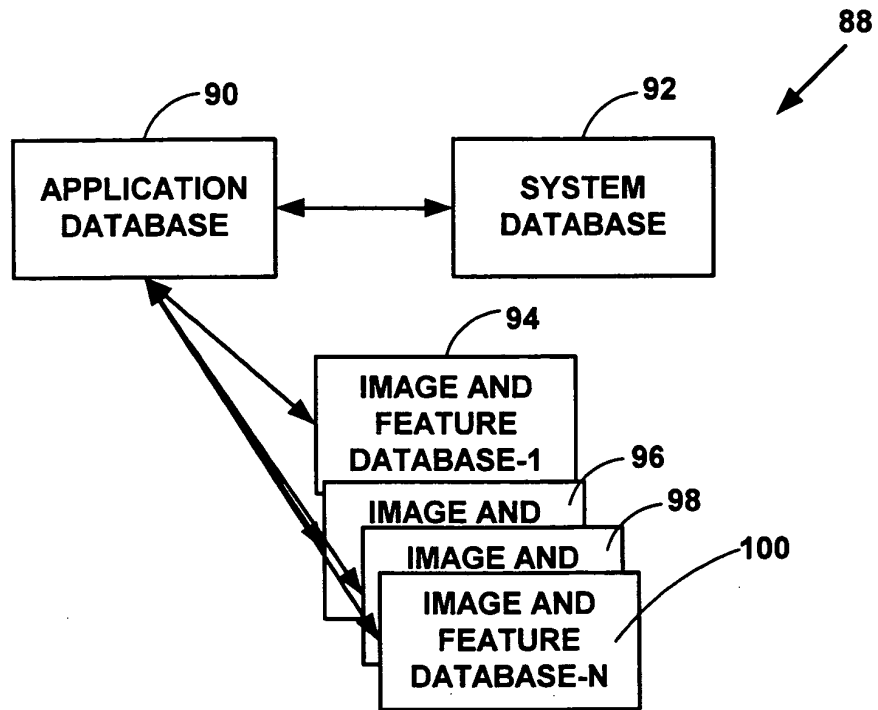 88
90
92
APPLICATION
DATABASE
SYSTEM
DATABASE
94
IMAGE AND
FEATURE
DATABASE-1
96
IMAGE AND
98
IMAGE AND
100
IMAGE AND
FEATURE
DATABASE-N